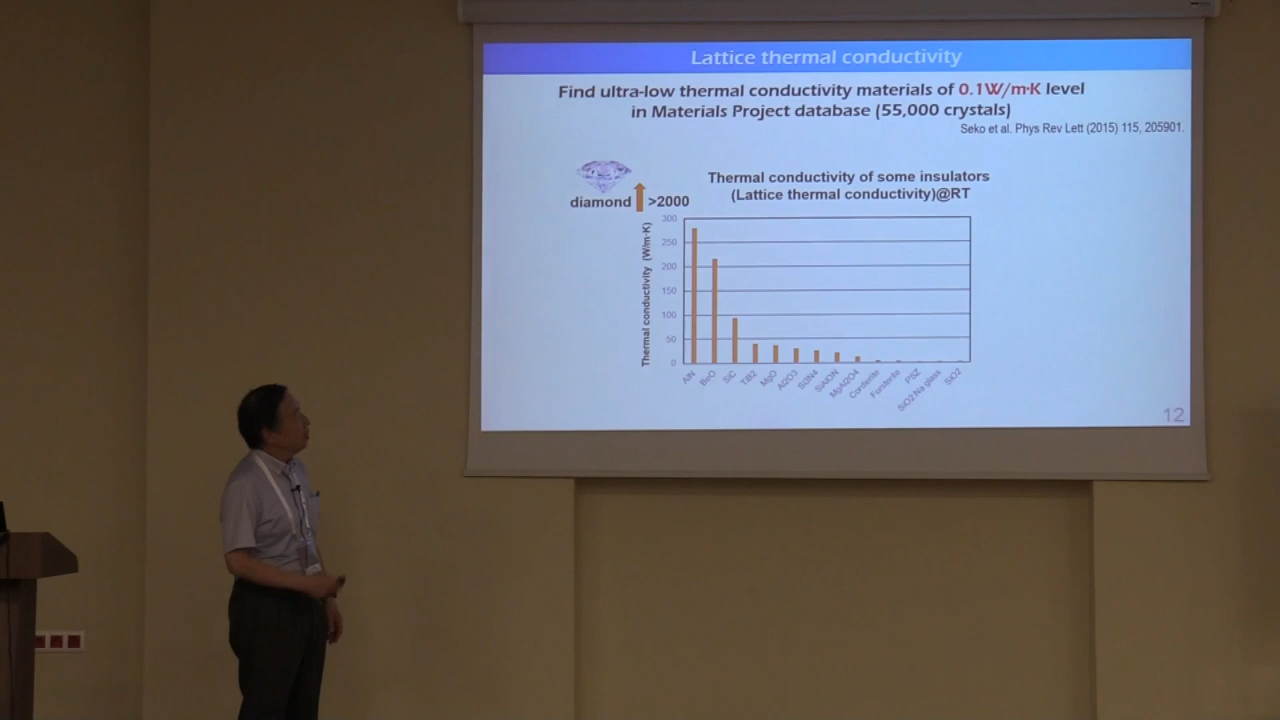 Lattice thermal conductivity
Find ultra-low thermal conductivity materials of 0.1W/m·K level
in Materials Project database (55,000 crystals)
Seko et al. Phys Rev Lett (2015) 115, 205901.
diamond >2000
Thermal conductivity of some insulators
(Lattice thermal conductivity)@RT
Thermal conductivity (W/m·K)
300
250
200
150
100
50
0
AlN
BeO
SiC
TiB2
MgO
Al2O3
Si3N4
SiAlON
MgAl2O4
Cordierite
Forsterite
PSZ
SiO2 Na glass
SiO2
12